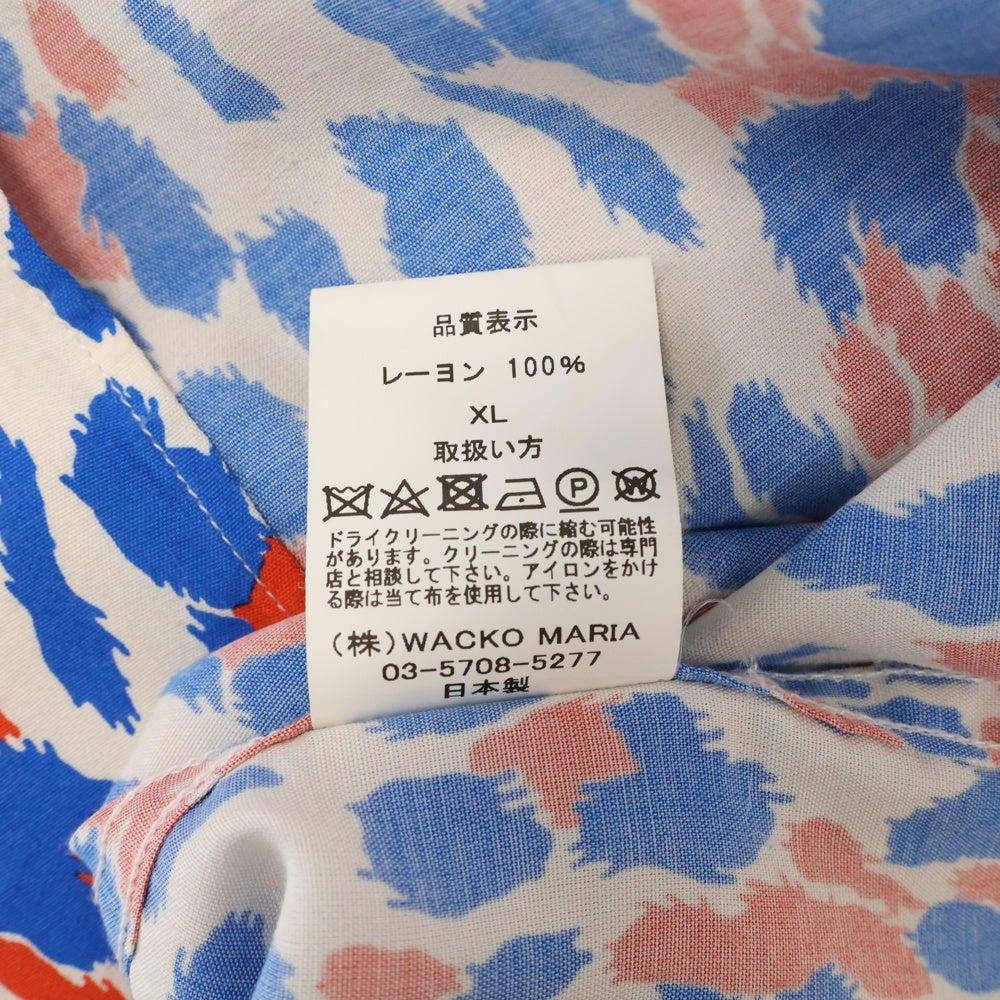 品質表示
レーヨン 100%
XL
取扱い方
P W
ドライクリーニングの際に縮む可能性
があります。クリーニングの際は専門
店と相談して下さい。アイロンをかけ
る際は当て布を使用して下さい。
(株)WACKO MARIA
03-5708-5277
日本製